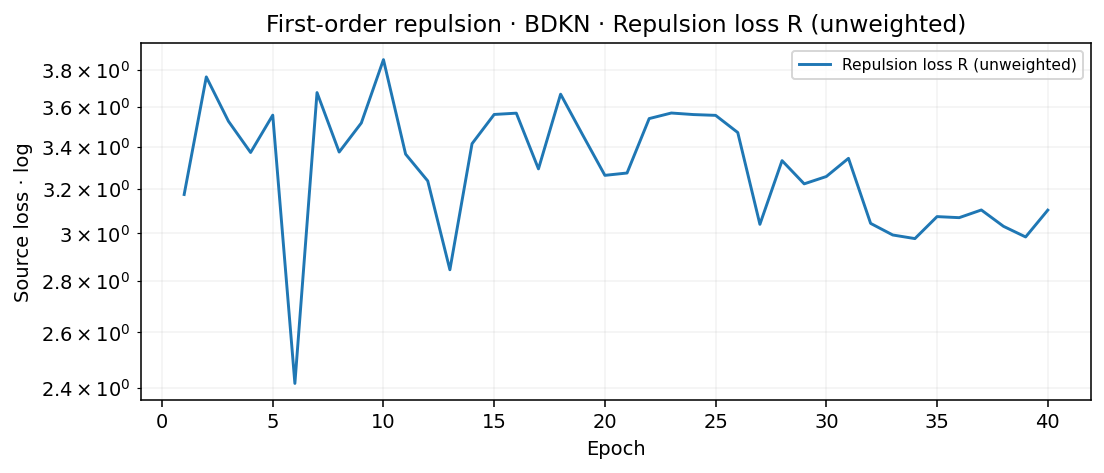 First-order repulsion · BDKN · Repulsion loss R (unweighted)
Repulsion loss R (unweighted)
Source loss · log
3.8 × 10⁰
3.6 × 10⁰
3.4 × 10⁰
3.2 × 10⁰
3 × 10⁰
2.8 × 10⁰
2.6 × 10⁰
2.4 × 10⁰
0 5 10 15 20 25 30 35 40
Epoch